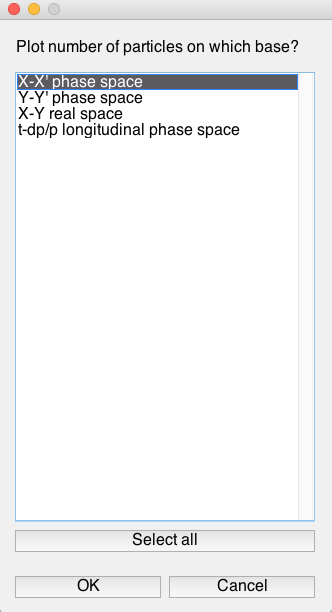 Plot number of particles on which base?
X-X' phase space
Y-Y' phase space
X-Y real space
t-dp/p longitudinal phase space
Select all
OK
Cancel